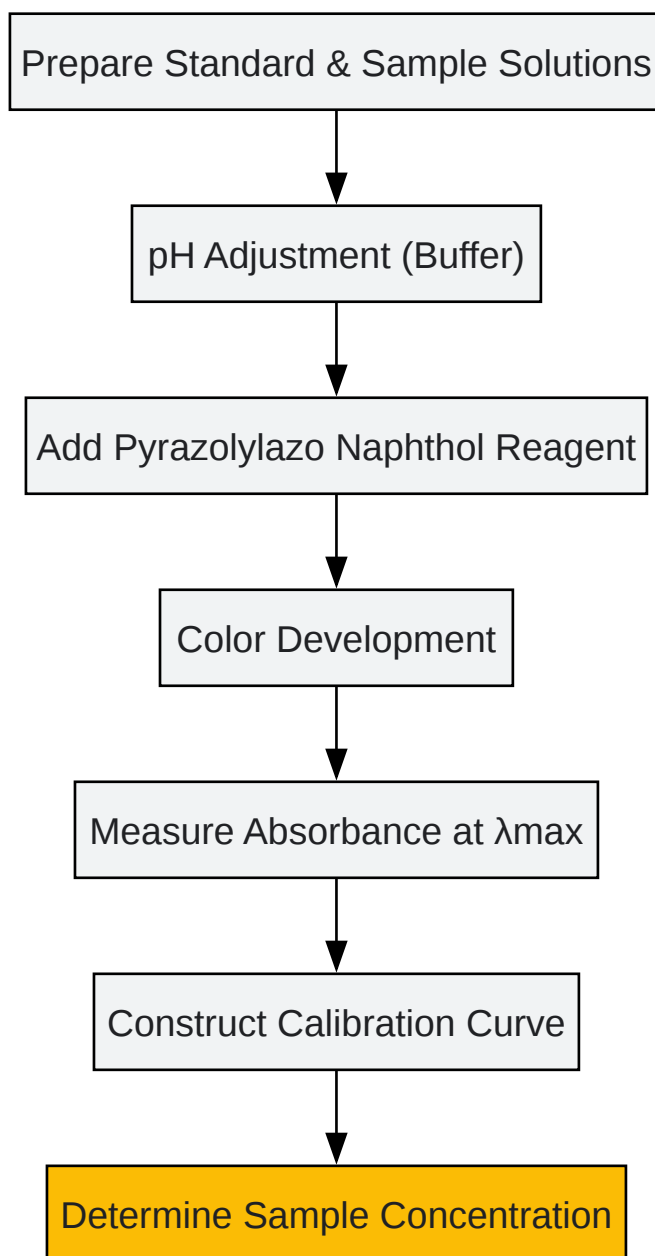 Prepare Standard & Sample Solutions
pH Adjustment (Buffer)
Add Pyrazolylazo Naphthol Reagent
Color Development
Measure Absorbance at λmax
Construct Calibration Curve
Determine Sample Concentration